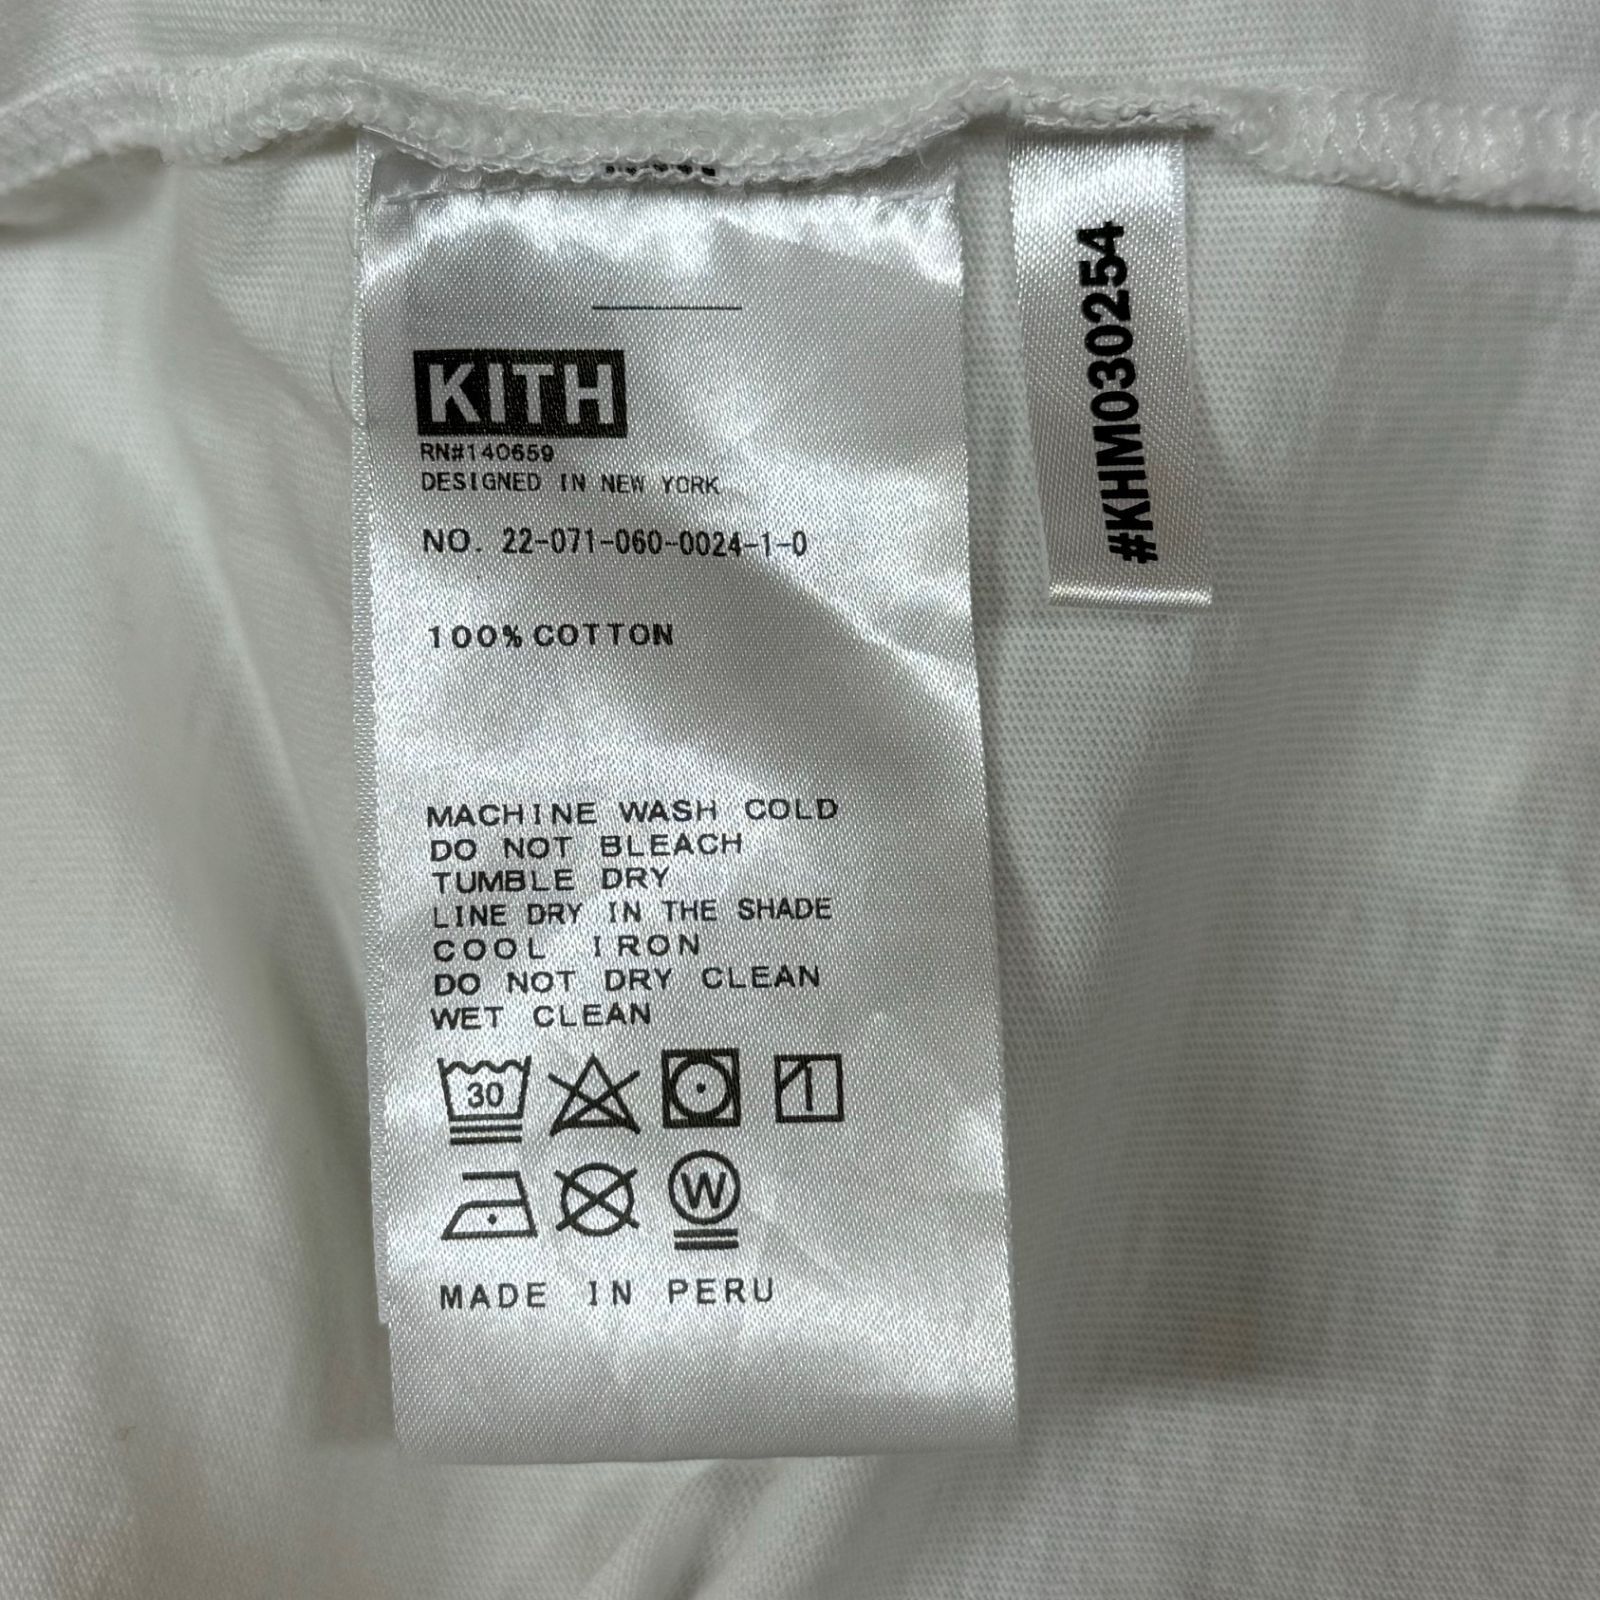 KITH
RN#140659
DESIGNED IN NEW YORK
NO. 22-071-060-0024-1-0
100% COTTON
MACHINE WASH COLD
DO NOT BLEACH
TUMBLE DRY
LINE DRY IN THE SHADE
COOL IRON
DO NOT DRY CLEAN
WET CLEAN
30
W
MADE IN PERU
#KHM030254